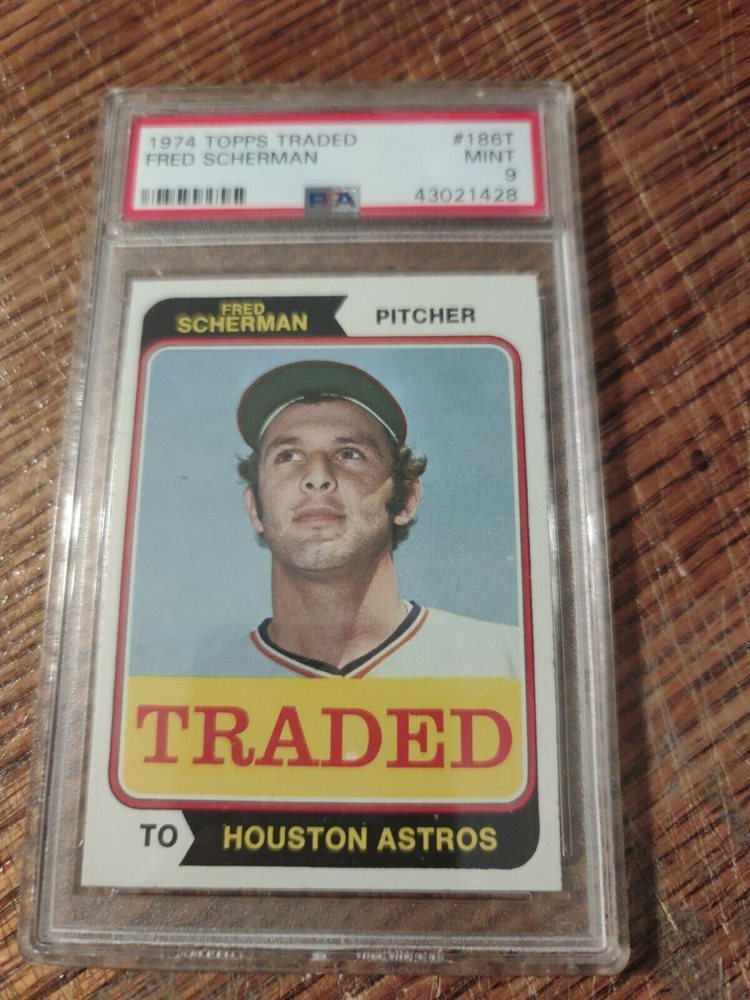 1974 TOPPS TRADED #186T
FRED SCHERMAN MINT
9
PSA 43021428
FRED
SCHERMAN
PITCHER
TRADED
TO HOUSTON ASTROS